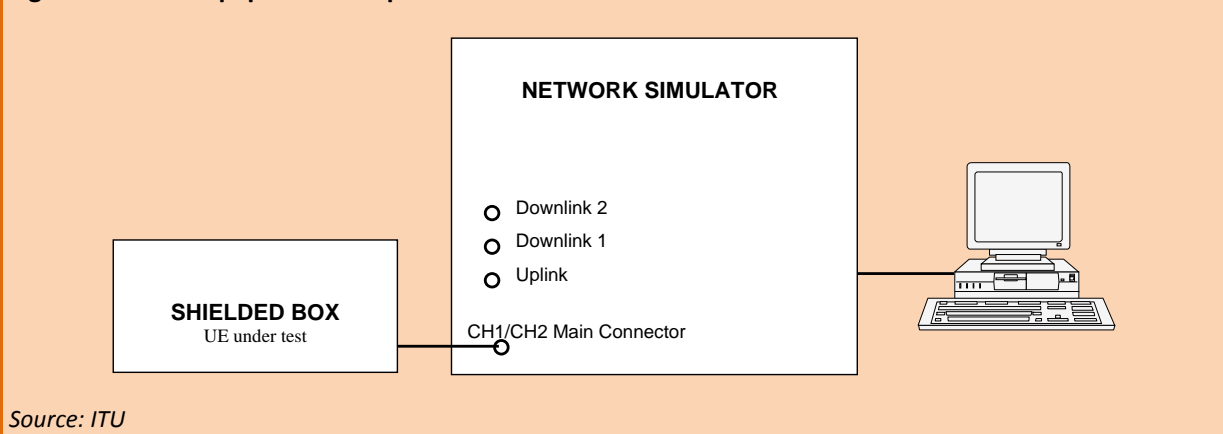 NETWORK SIMULATOR
Downlink 2
Downlink 1
Uplink
SHIELDED BOX
UE under test
CH1/CH2 Main Connector
Source: ITU